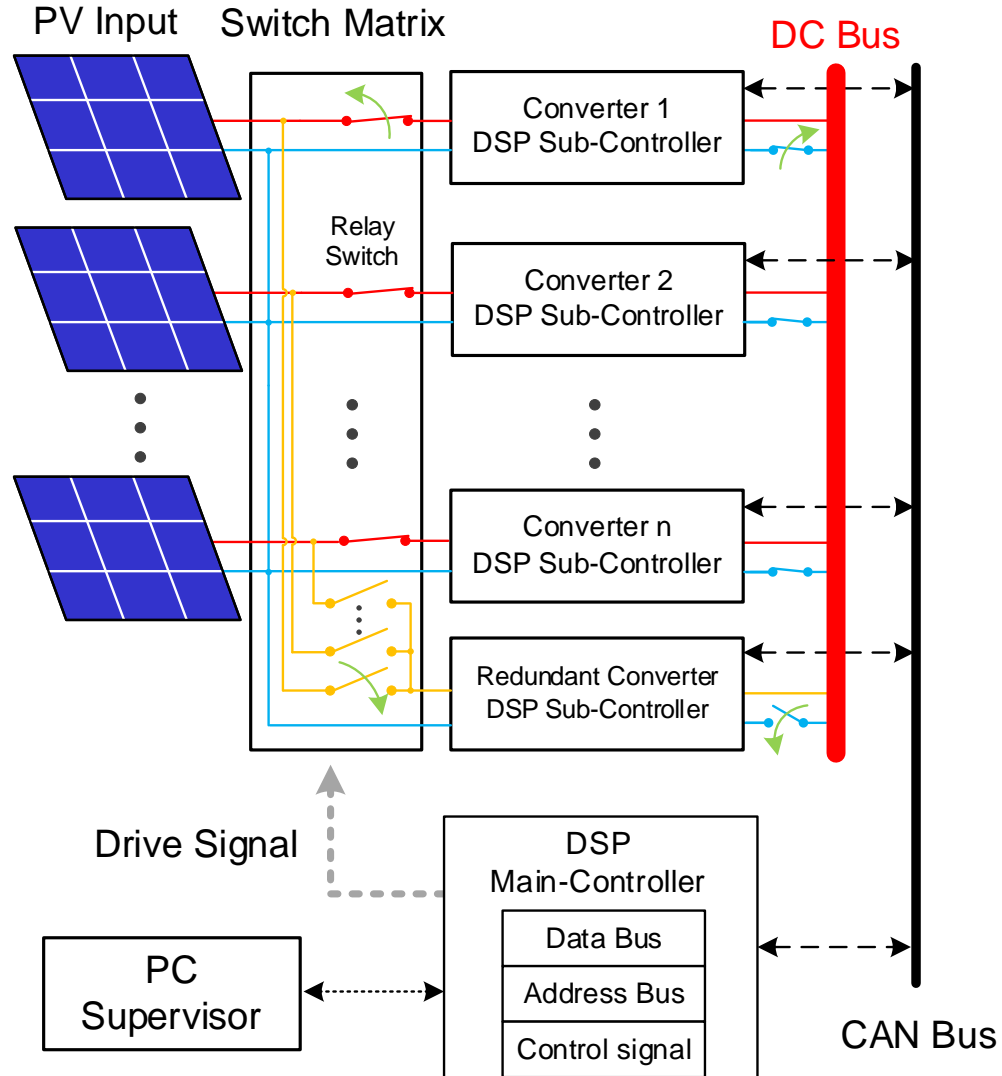 PV Input
Switch Matrix
DC Bus
Converter 1
DSP Sub-Controller
Relay
Switch
Converter 2
DSP Sub-Controller
Converter n
DSP Sub-Controller
Redundant Converter
DSP Sub-Controller
Drive Signal
DSP
Main-Controller
Data Bus
Address Bus
Control signal
PC
Supervisor
CAN Bus